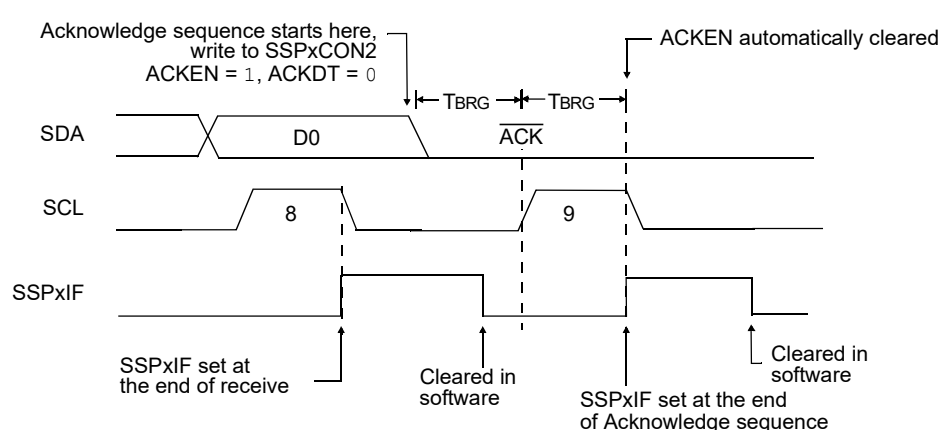 Acknowledge sequence starts here,
write to SSPxCON2
ACKEN = 1, ACKDT = 0
ACKEN automatically cleared
TBRG
TBRG
SDA
D0
ACK
SCL
8
9
SSPxIF
SSPxIF set at
the end of receive
Cleared in
software
SSPxIF set at the end
of Acknowledge sequence
Cleared in
software